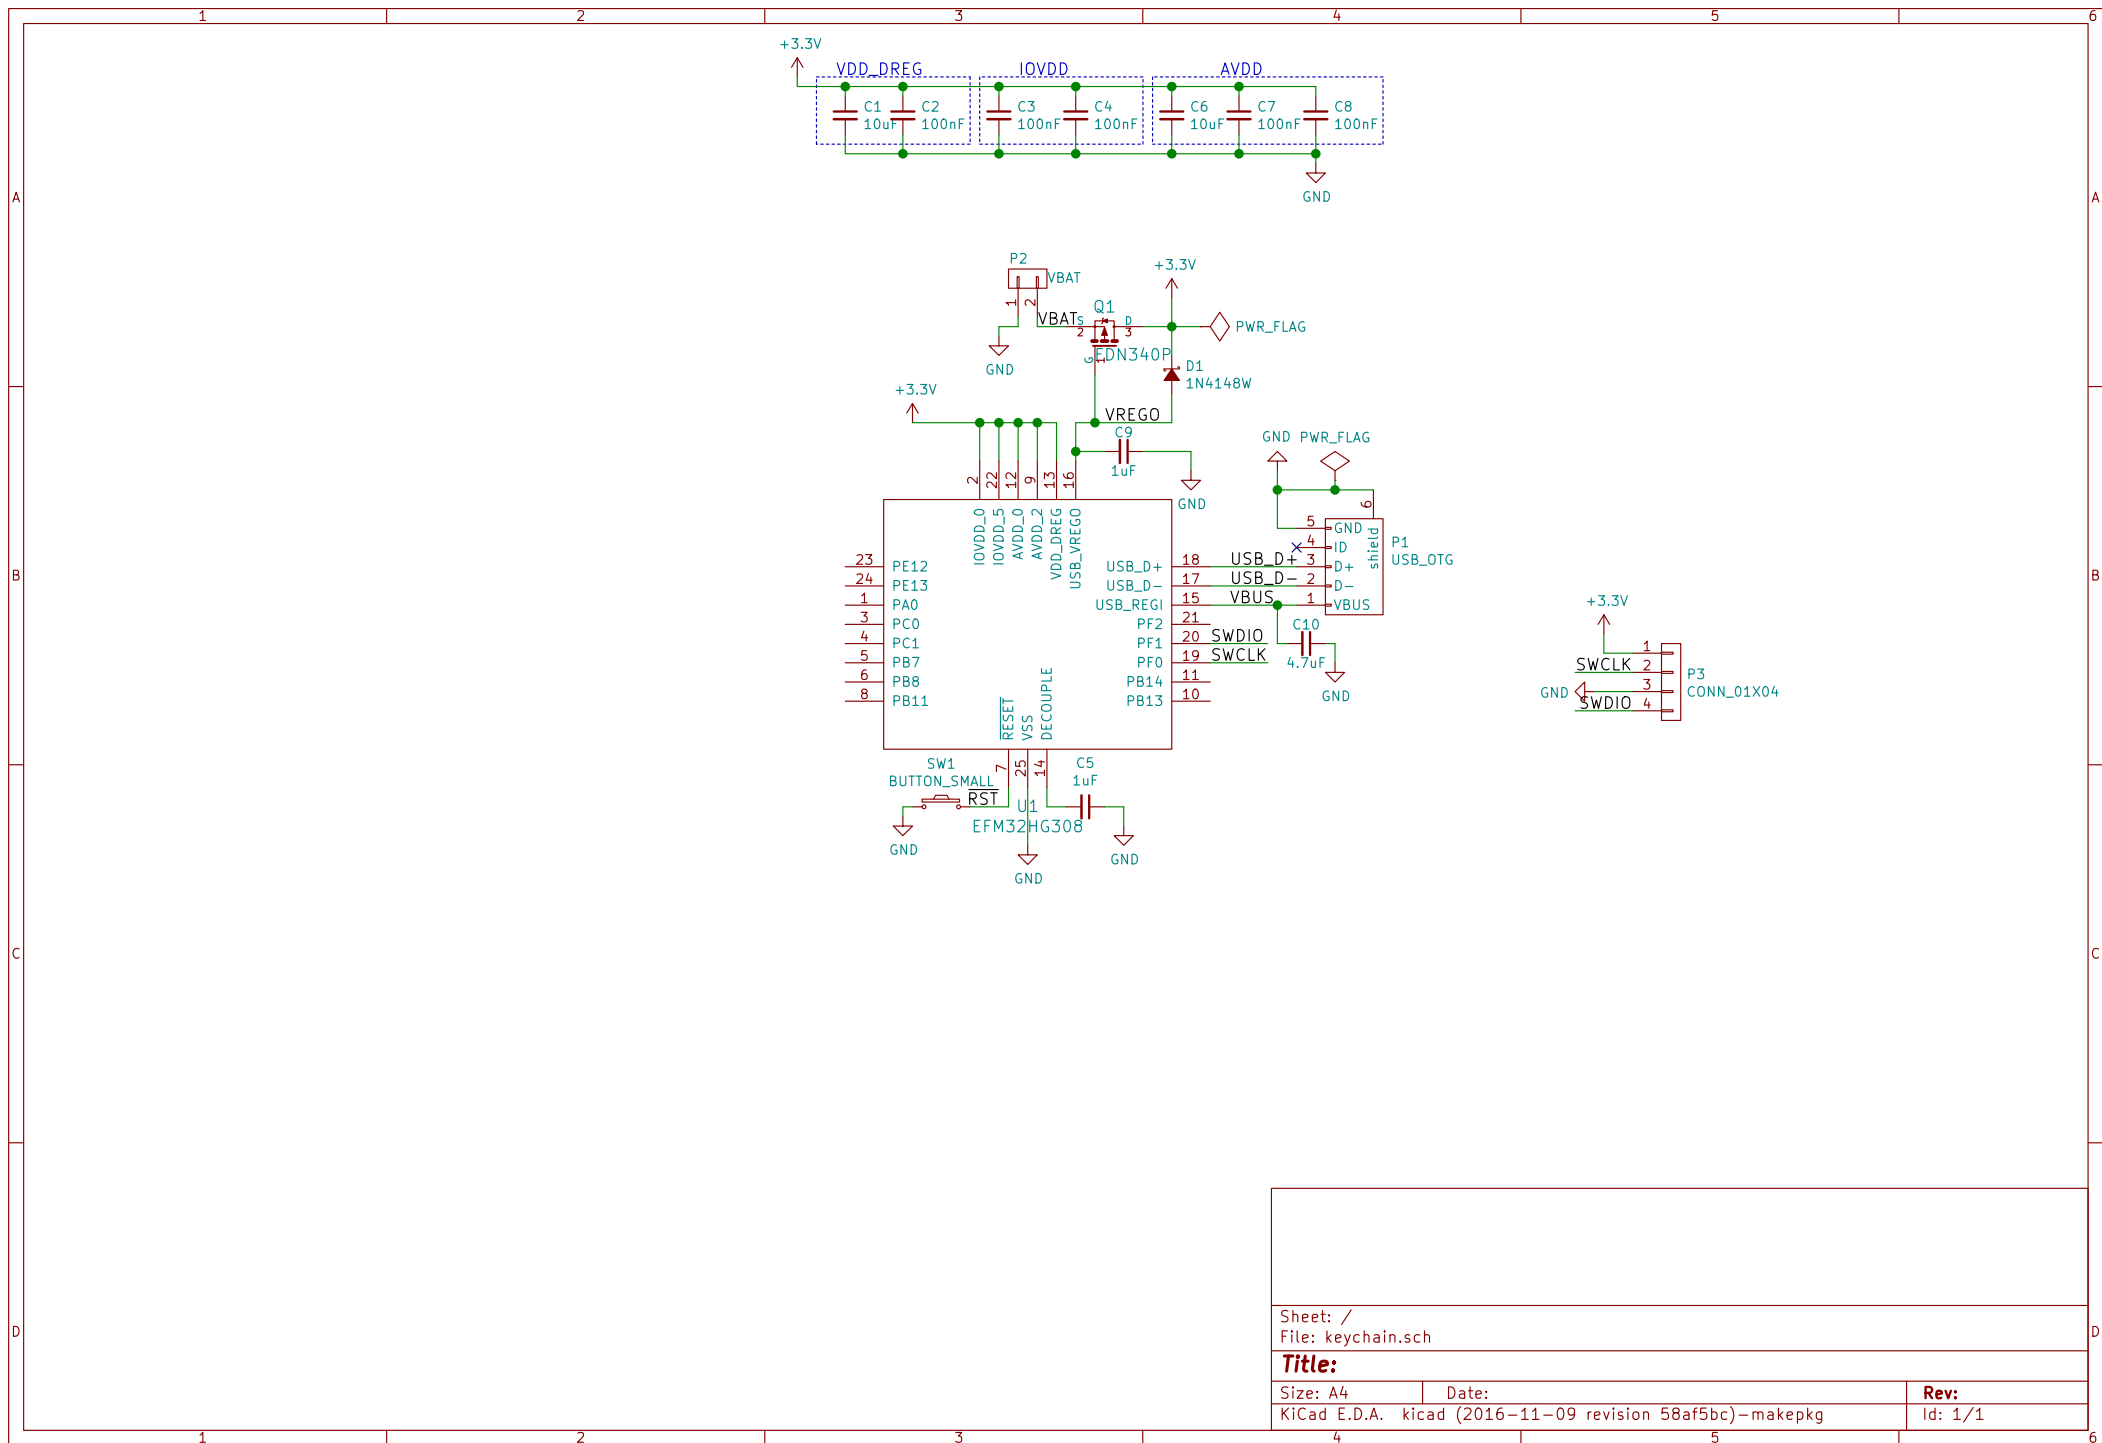 1 2 3 4 5 6
+3.3V
VDD_DREG IOVDD AVDD
C1 C2 C3 C4 C6 C7 C8
10uF 100nF 100nF 100nF 10uF 100nF 100nF
A A
GND
P2
VBAT
+3.3V
1 2
Q1
VBAT S D
2 3
PWR_FLAG
G 1
FDN340P
GND
D1
1N4148W
+3.3V
VREGO
C9
1uF
GND
GND PWR_FLAG
2 22 12 9 13 16
IOVDD_0 IOVDD_5 AVDD_0 AVDD_2 VDD_DREG USB_VREGO
6
5 GND
4 ID
shield
P1
USB_OTG
B B
23 PE12
24 PE13
1 PA0
3 PC0
4 PC1
5 PB7
6 PB8
8 PB11
USB_D+ 18 USB_D+ 3 D+
USB_D- 17 USB_D- 2 D-
USB_REGI 15 VBUS 1 VBUS
PF2 21
PF1 20 SWDIO
PF0 19 SWCLK
PB14 11
PB13 10
C10
4.7uF
GND
+3.3V
1
SWCLK 2
GND 3
SWDIO 4
P3
CONN_01X04
RESET VSS DECOUPLE
7 25 14
SW1
BUTTON_SMALL
RST
C5
1uF
U1
EFM32HG308
GND
GND
GND
C C
D D
Sheet: /
File: keychain.sch
Title:
Size: A4 Date: Rev:
KiCad E.D.A. kicad (2016-11-09 revision 58af5bc)-makepkg Id: 1/1
1 2 3 4 5 6